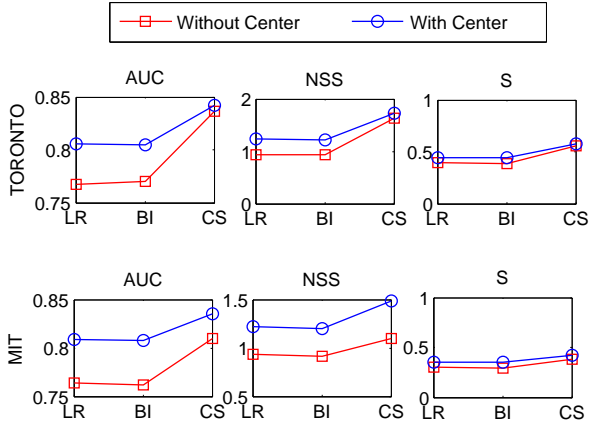 Without Center With Center
AUC NSS S
TORONTO
0.85
0.8
0.75
LR BI CS
2
1
0
LR BI CS
1
0.5
0
LR BI CS
AUC NSS S
MIT
0.85
0.8
0.75
LR BI CS
1.5
1
0.5
LR BI CS
1
0.5
0
LR BI CS